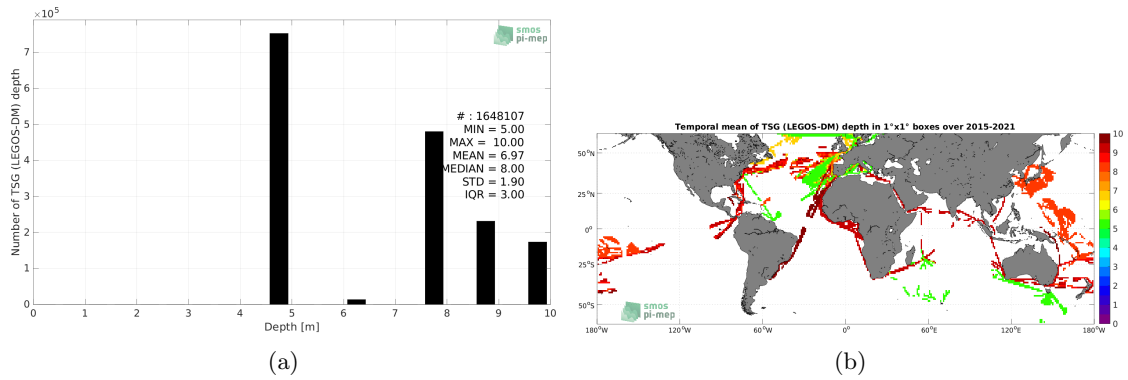 ×10⁵
smos
pi-mep
7
6
5
4
3
2
1
0
Number of TSG (LEGOS-DM) depth
# : 1648107
MIN = 5.00
MAX = 10.00
MEAN = 6.97
MEDIAN = 8.00
STD = 1.90
IQR = 3.00
0 1 2 3 4 5 6 7 8 9 10
Depth [m]
(a)
Temporal mean of TSG (LEGOS-DM) depth in 1°x1° boxes over 2015-2021
50°N
25°N
0°
25°S
50°S
smos
pi-mep
180°W 120°W 60°W 0° 60°E 120°E 180°E
10
9
8
7
6
5
4
3
2
1
0
(b)